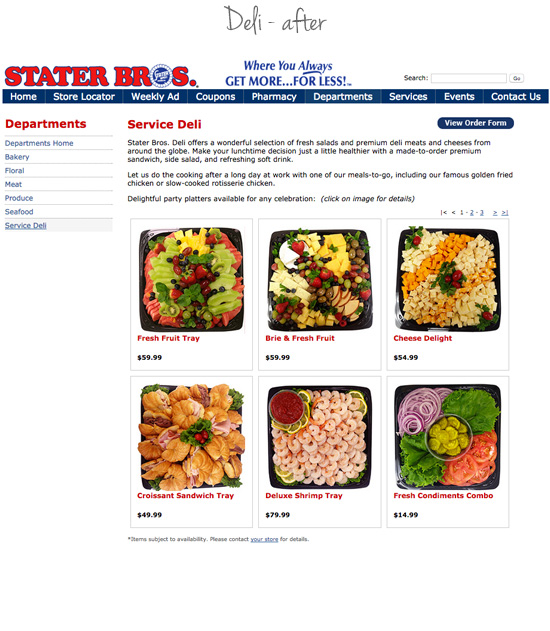 Deli - after
STATER BROS.
Where You Always
GET MORE...FOR LESS!™
Search:
Go
Home Store Locator Weekly Ad Coupons Pharmacy Departments Services Events Contact Us
Departments
Departments Home
Bakery
Floral
Meat
Produce
Seafood
Service Deli
Service Deli
View Order Form
Stater Bros. Deli offers a wonderful selection of fresh salads and premium deli meats and cheeses from
around the globe. Make your lunchtime decision just a little healthier with a made-to-order premium
sandwich, side salad, and refreshing soft drink.
Let us do the cooking after a long day at work with one of our meals-to-go, including our famous golden fried
chicken or slow-cooked rotisserie chicken.
Delightful party platters available for any celebration: (click on image for details)
|< < 1 - 2 - 3 > >|
Fresh Fruit Tray
$59.99
Brie & Fresh Fruit
$59.99
Cheese Delight
$54.99
Croissant Sandwich Tray
$49.99
Deluxe Shrimp Tray
$79.99
Fresh Condiments Combo
$14.99
*Items subject to availability. Please contact your store for details.